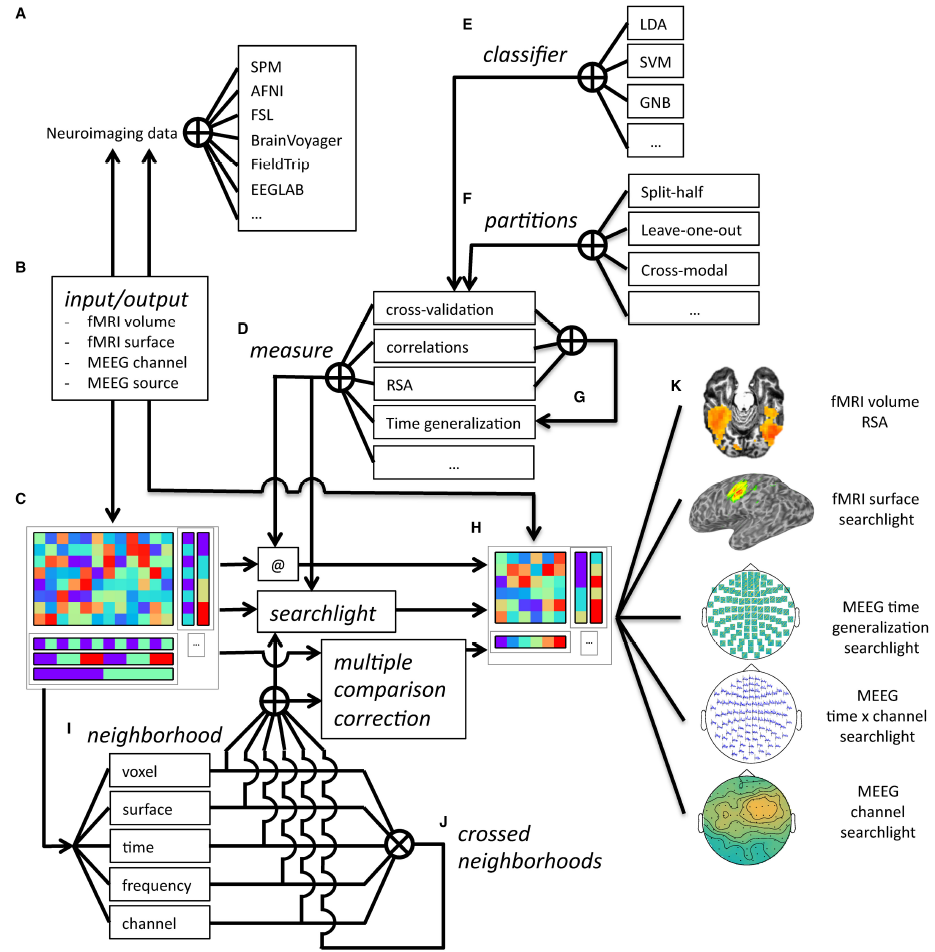 A
Neuroimaging data
SPM
AFNI
FSL
BrainVoyager
FieldTrip
EEGLAB
...
E
classifier
LDA
SVM
GNB
...
F
partitions
Split-half
Leave-one-out
Cross-modal
...
B
input/output
- fMRI volume
- fMRI surface
- MEEG channel
- MEEG source
D
measure
cross-validation
correlations
RSA
Time generalization
...
G
C
...
@
searchlight
multiple
comparison
correction
H
...
I
neighborhood
voxel
surface
time
frequency
channel
J
crossed
neighborhoods
K
fMRI volume
RSA
fMRI surface
searchlight
MEEG time
generalization
searchlight
MEEG
time x channel
searchlight
MEEG
channel
searchlight